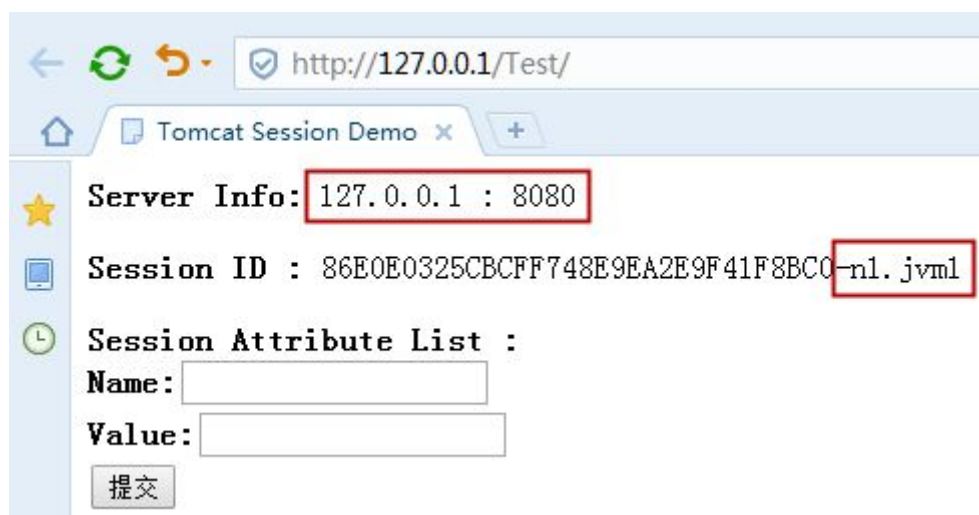 http://127.0.0.1/Test/
Tomcat Session Demo
Server Info: 127.0.0.1 : 8080
Session ID : 86E0E0325CBCFF748E9EA2E9F41F8BC0-n1.jvm1
Session Attribute List :
Name:
Value:
提交